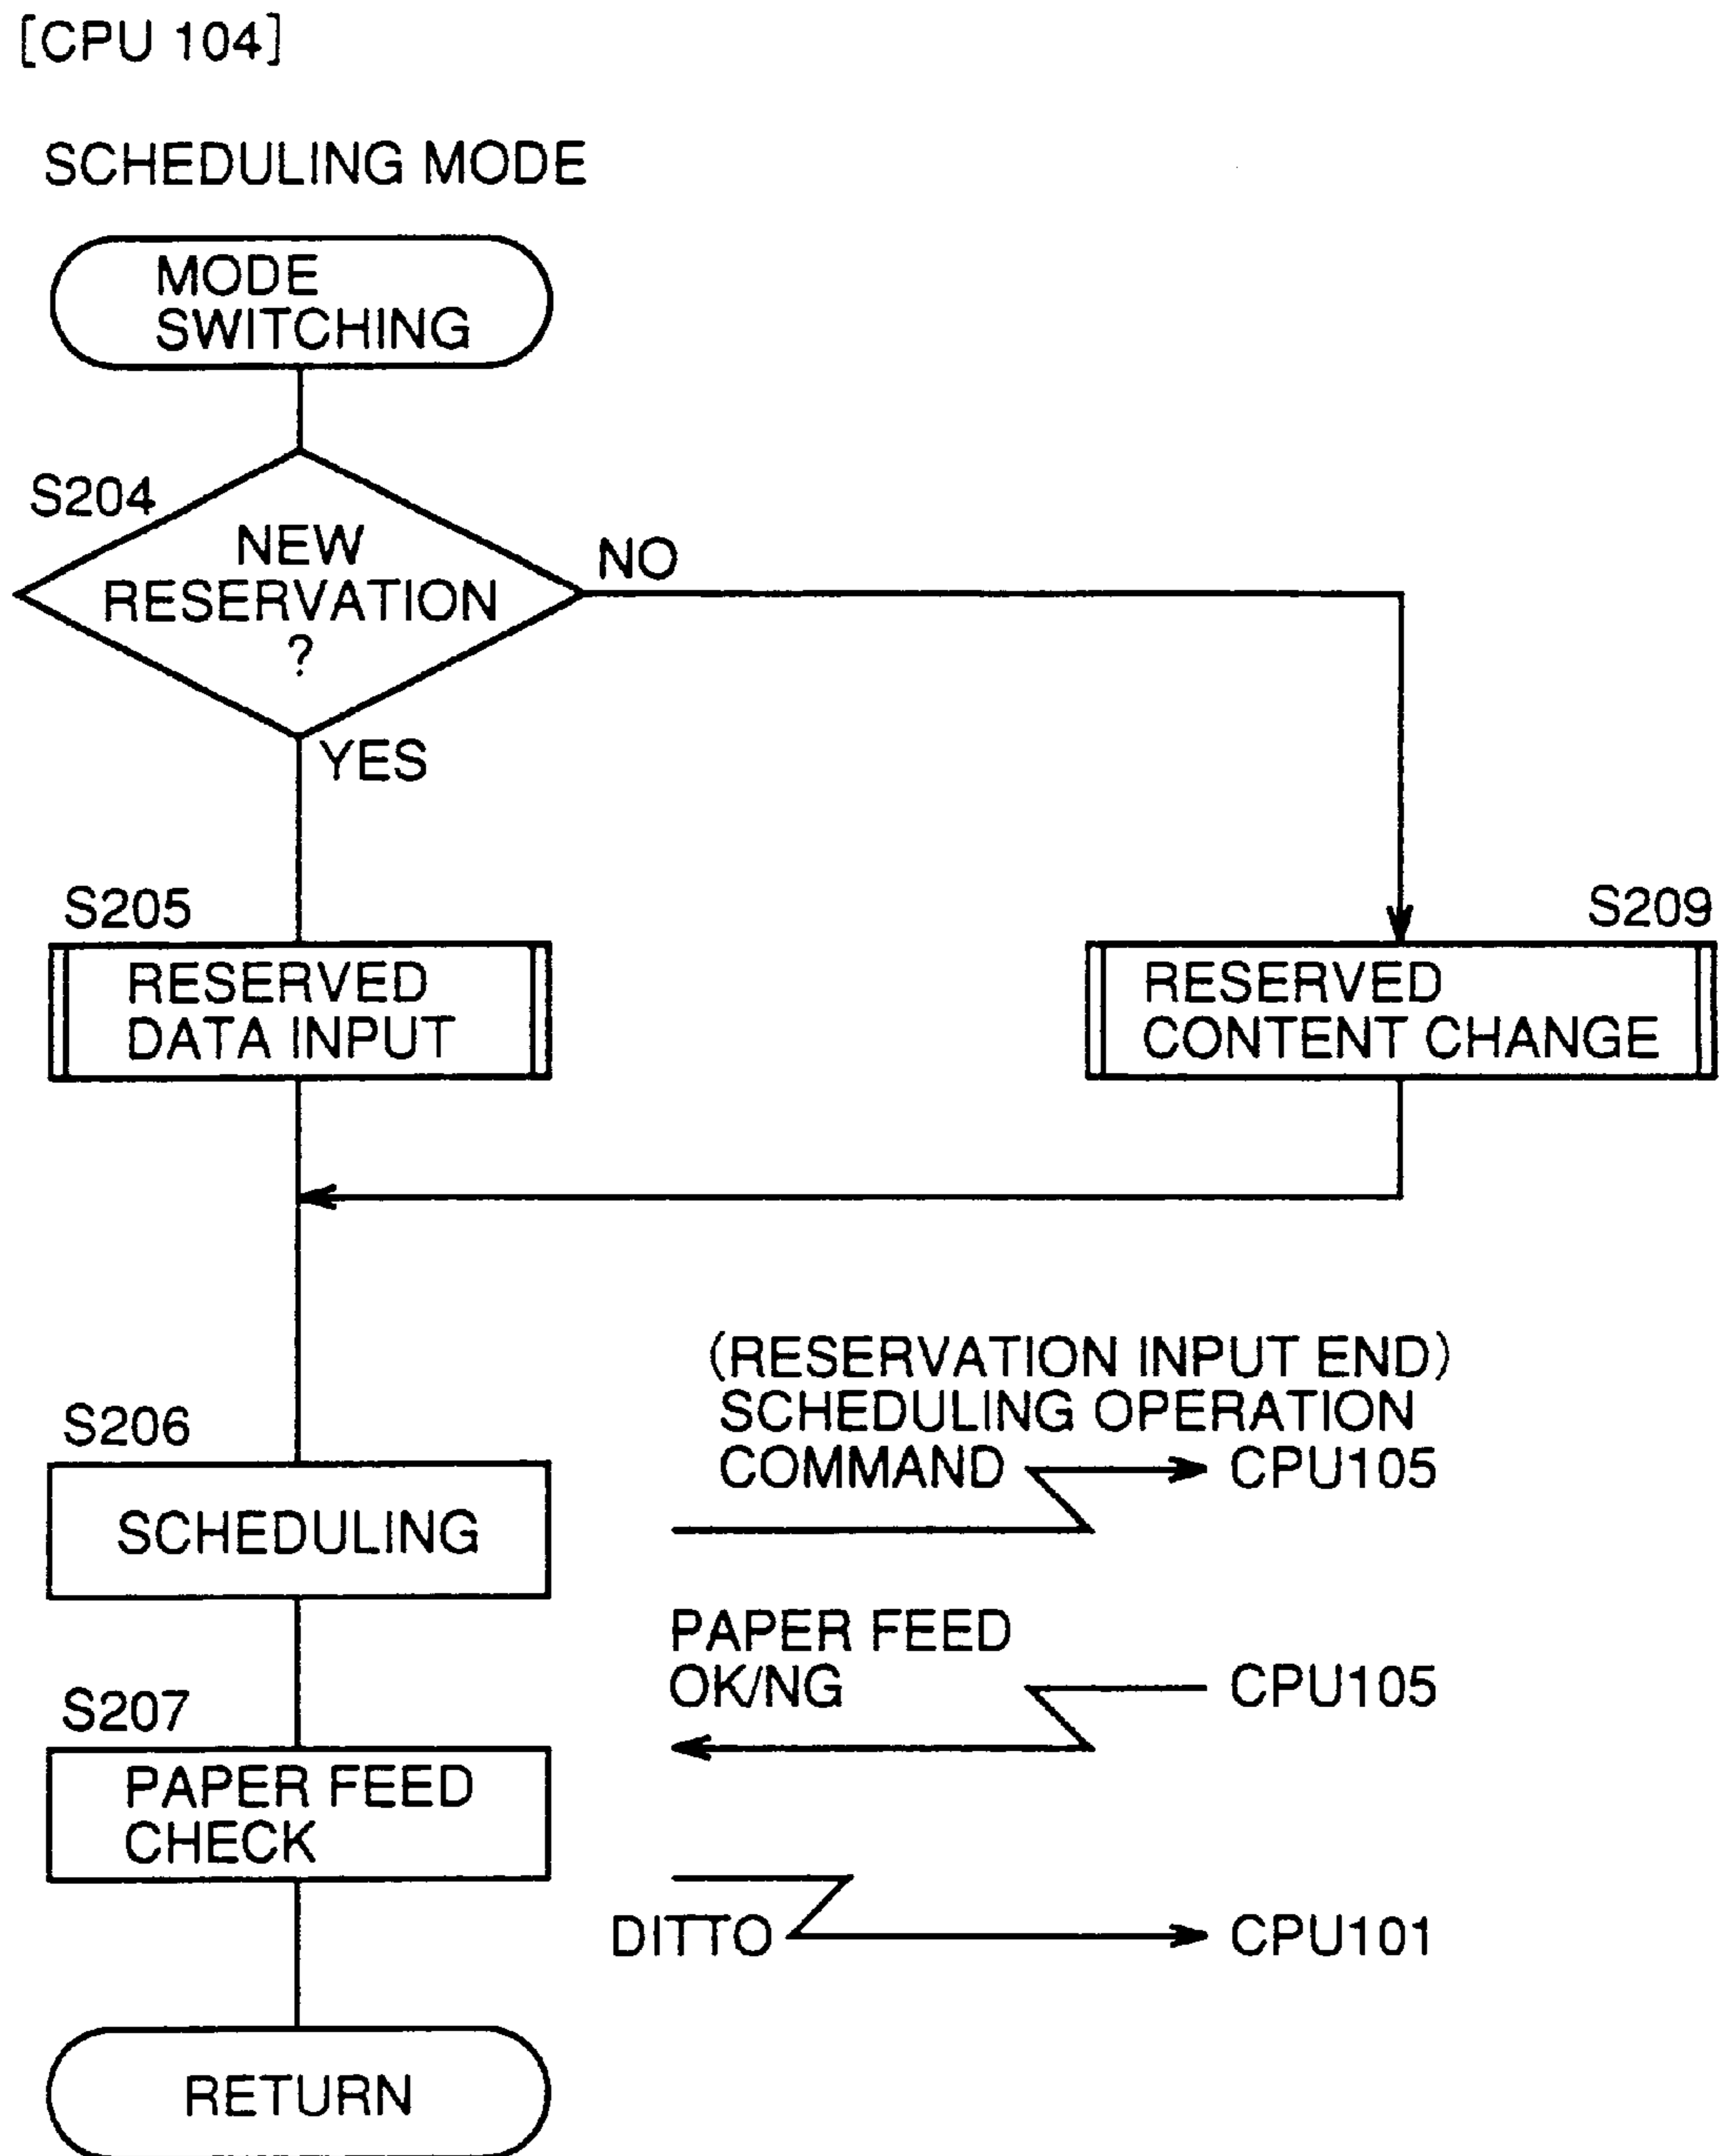 [CPU 104]
SCHEDULING MODE
MODE
SWITCHING
S204
NEW
RESERVATION
?
NO
YES
S205
RESERVED
DATA INPUT
S209
RESERVED
CONTENT CHANGE
(RESERVATION INPUT END)
SCHEDULING OPERATION
COMMAND
CPU105
S206
SCHEDULING
PAPER FEED
OK/NG
CPU105
S207
PAPER FEED
CHECK
DITTO
CPU101
RETURN